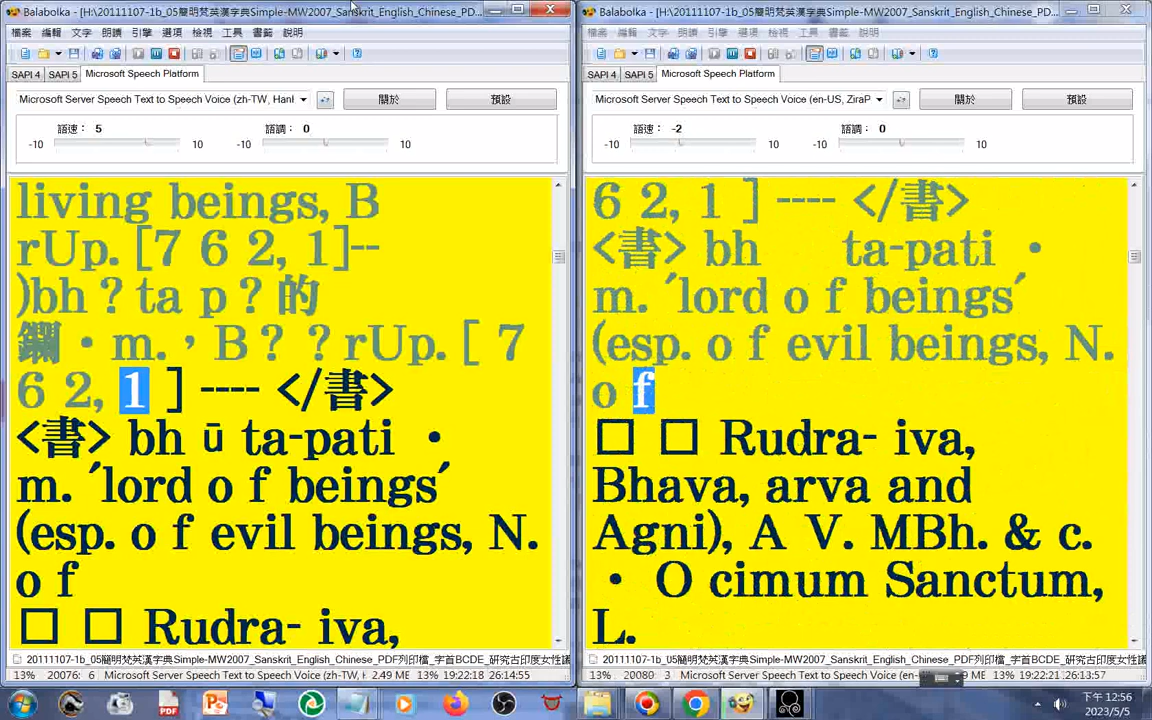 Balabolka - [H:\20111107-1b_05簡明梵英漢字典Simple-MW2007_Sanskrit_English_Chinese_PD...
檔案 編輯 文字 朗讀 引擎 選項 檢視 工具 書籤 說明
SAPI 4 SAPI 5 Microsoft Speech Platform
Microsoft Server Speech Text to Speech Voice (zh-TW, HanI
關於 預設
語速： 5 語調： 0
-10 10 -10 10
living beings, B
rUp. [7 6 2, 1]--
)bh ? ta p ? 的
鑭・m.，B ? ? rUp. [ 7
6 2, 1 ] ---- </書>
<書> bh ū ta-pati ・
m. ´lord o f beings´
(esp. o f evil beings, N.
o f
□ □ Rudra- iva,
20111107-1b_05簡明梵英漢字典Simple-MW2007_Sanskrit_English_Chinese_PDF列印檔_字首BCDE_研究古印度女性議
13% 20076: 6 Microsoft Server Speech Text to Speech Voice (zh-TW, H 2.49 ME 13% 19:22:18 26:14:55
Balabolka - [H:\20111107-1b_05簡明梵英漢字典Simple-MW2007_Sanskrit_English_Chinese_PD...
檔案 編輯 文字 朗讀 引擎 選項 檢視 工具 書籤 說明
SAPI 4 SAPI 5 Microsoft Speech Platform
Microsoft Server Speech Text to Speech Voice (en-US, ZiraP
關於 預設
語速： -2 語調： 0
-10 10 -10 10
6 2, 1 ] ---- </書>
<書> bh ta-pati ・
m. ´lord o f beings´
(esp. o f evil beings, N.
o f
□ □ Rudra- iva,
Bhava, arva and
Agni), A V. MBh. & c.
・ O cimum Sanctum,
L.
20111107-1b_05簡明梵英漢字典Simple-MW2007_Sanskrit_English_Chinese_PDF列印檔_字首BCDE_研究古印度女性議
13% 20080 3 Microsoft Server Speech Text to Speech Voice (en-US 9 ME 13% 19:22:21 26:13:57
下午 12:56
2023/5/5